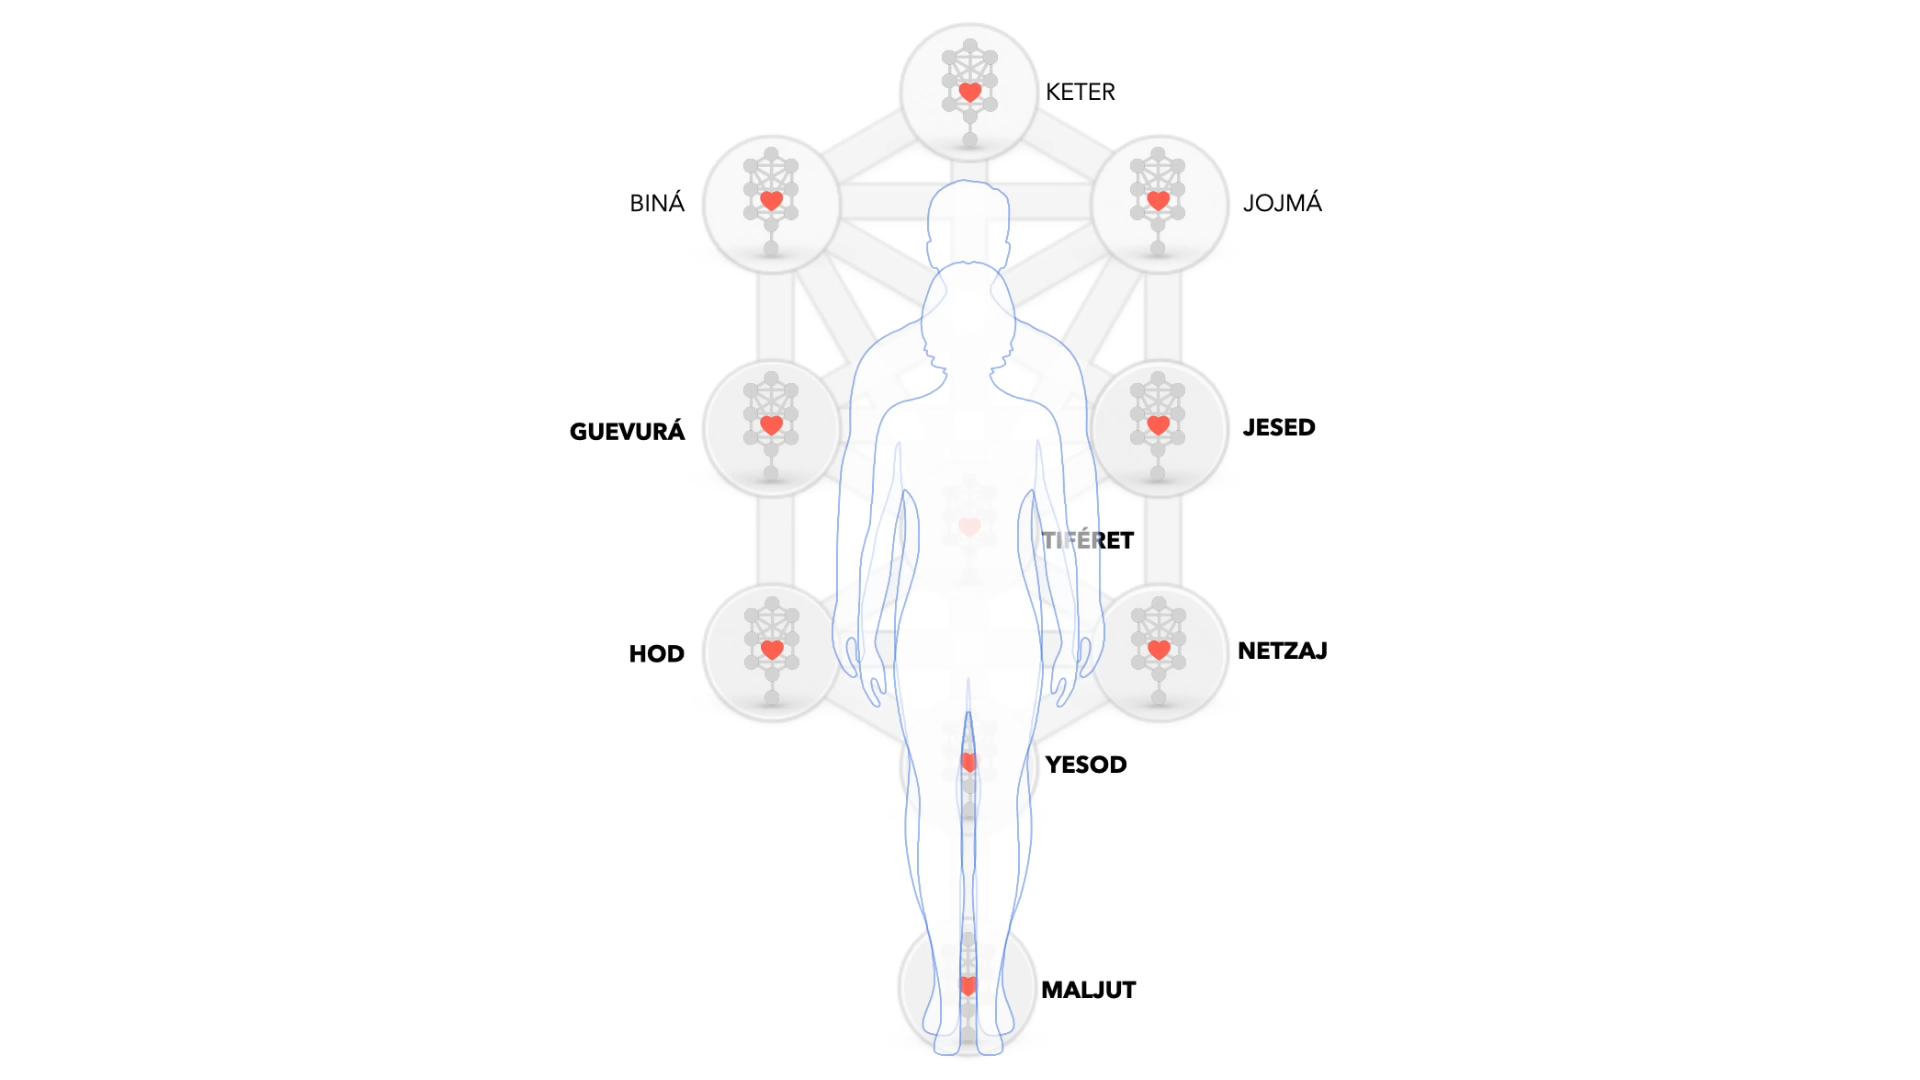 KETER
BINÁ
JOJMÁ
GUEVURÁ
JESED
TIFÉRET
HOD
NETZAJ
YESOD
MALJUT